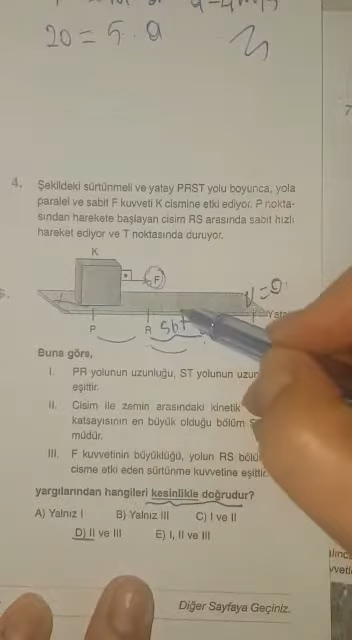 20 = 5 . a
4. Şekildeki sürtünmeli ve yatay PRST yolu boyunca, yola
paralel ve sabit F kuvveti K cismine etki ediyor. P nokta-
sından harekete başlayan cisim RS arasında sabit hızlı
hareket ediyor ve T noktasında duruyor.
K
F
P R sbt
Buna göre,
I. PR yolunun uzunluğu, ST yolunun
eşittir.
II. Cisim ile zemin arasındaki kinetik
katsayısının en büyük olduğu bölüm
müdür.
III. F kuvvetinin büyüklüğü, yolun RS
cisme etki eden sürtünme kuvvetine eşittir.
yargılarından hangileri kesinlikle doğrudur?
A) Yalnız I B) Yalnız III C) I ve II
D) II ve III E) I, II ve III
Diğer Sayfaya Geçiniz.